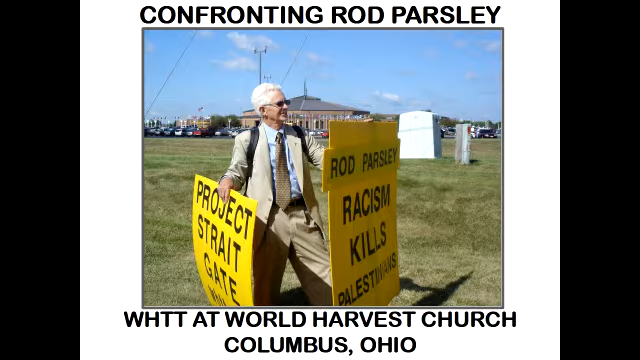 CONFRONTING ROD PARSLEY
PROJECT
STRAIT
GATE
ROD PARSLEY
RACISM
KILLS
PALESTINIANS
WHTT AT WORLD HARVEST CHURCH
COLUMBUS, OHIO